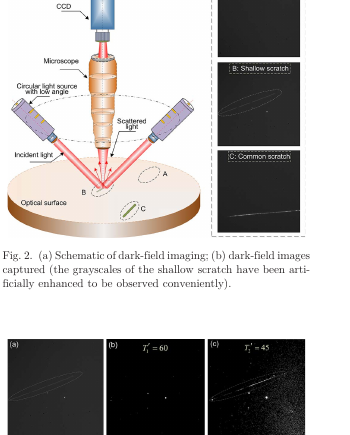 CCD
Microscope
Circular light source
with low angle
Scattered
light
Incident light
A
B
Optical surface
C
B: Shallow scratch
C: Common scratch
Fig. 2. (a) Schematic of dark-field imaging; (b) dark-field images
captured (the grayscales of the shallow scratch have been arti-
ficially enhanced to be observed conveniently).
(a)
(b)
T₁′ = 60
(c)
T₂′ = 45